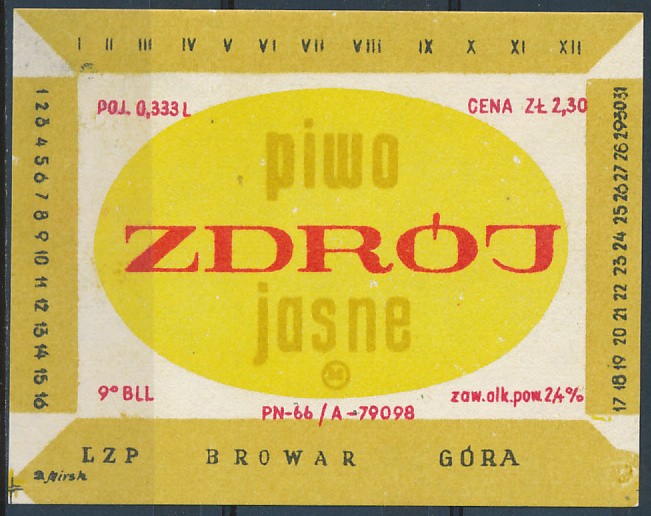 I II III IV V VI VII VIII IX X XI XII
POJ. 0,333 L
CENA ZŁ 2,30
1 2 3 4 5 6 7 8 9 10 11 12 13 14 15 16
17 18 19 20 21 22 23 24 25 26 27 28 29 30 31
piwo
ZDRÓJ
jasne
9° BLL
zaw.alk.pow. 2,4%
PN-66/A-79098
LZP BROWAR GÓRA